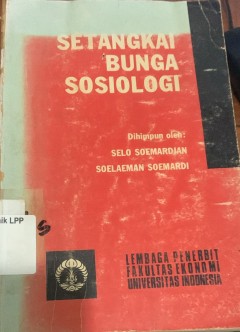 SETANGKAI
BUNGA
SOSIOLOGI
Dihimpun oleh:
SELO SOEMARDJAN
SOELAEMAN SOEMARDI
ik LPP
S
LEMBAGA PENERBIT
FAKULTAS EKONOMI
UNIVERSITAS INDONESIA